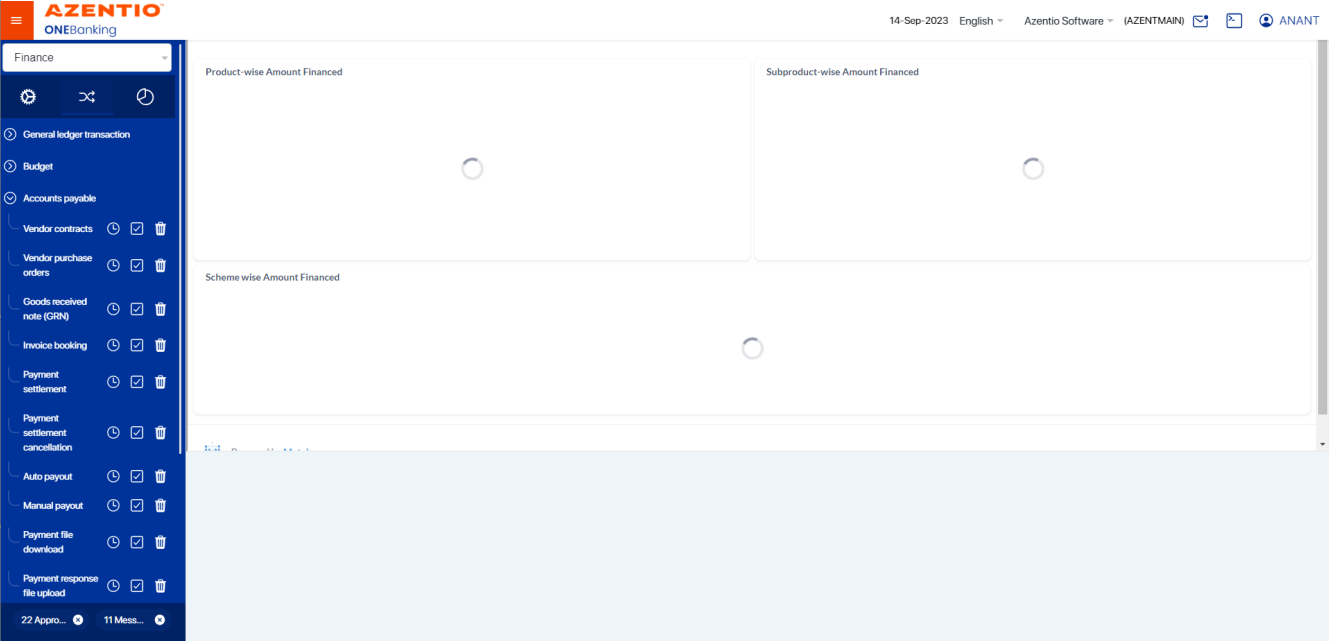 AZENTIO
ONEBanking
14-Sep-2023 English Azentio Software (AZENTMAIN) ANANT
Finance
General ledger transaction
Budget
Accounts payable
Vendor contracts
Vendor purchase
orders
Goods received
note (GRN)
Invoice booking
Payment
settlement
Payment
settlement
cancellation
Auto payout
Manual payout
Payment file
download
Payment response
file upload
22 Appro... 11 Mess...
Product-wise Amount Financed
Subproduct-wise Amount Financed
Scheme wise Amount Financed